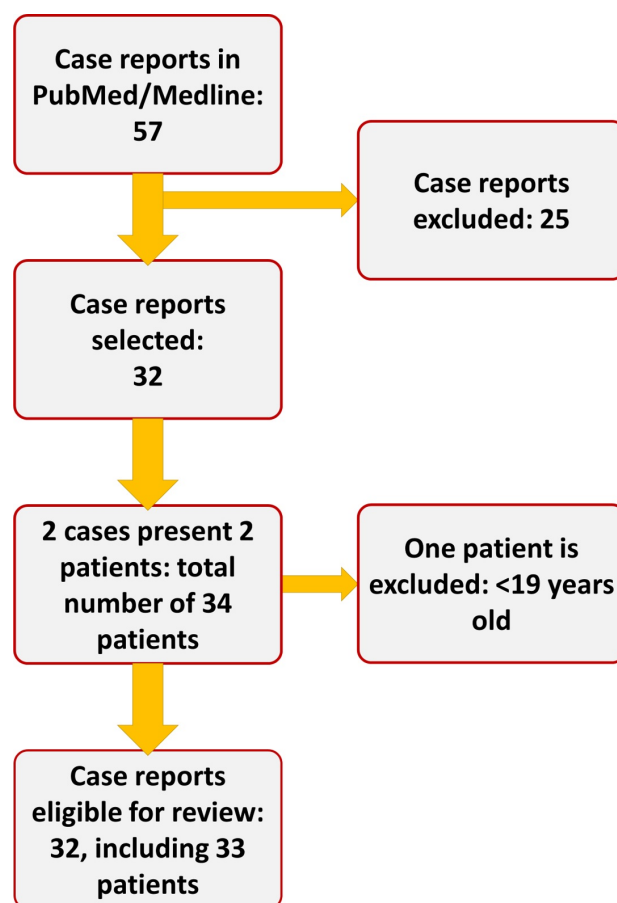 Case reports in
PubMed/Medline:
57
Case reports
excluded: 25
Case reports
selected:
32
2 cases present 2
patients: total
number of 34
patients
One patient is
excluded: <19 years
old
Case reports
eligible for review:
32, including 33
patients